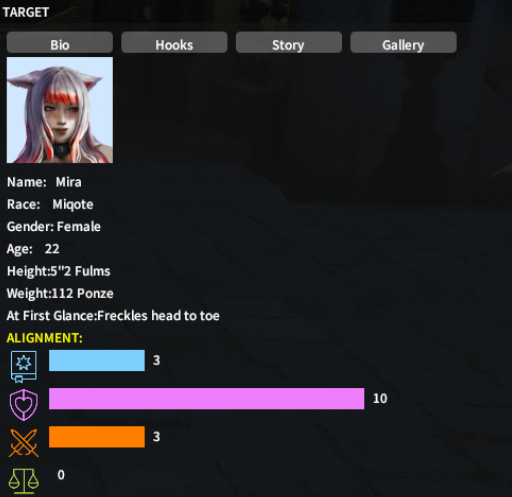 TARGET
Bio Hooks Story Gallery
Name: Mira
Race: Miqote
Gender: Female
Age: 22
Height:5"2 Fulms
Weight:112 Ponze
At First Glance:Freckles head to toe
ALIGNMENT:
3
10
3
0